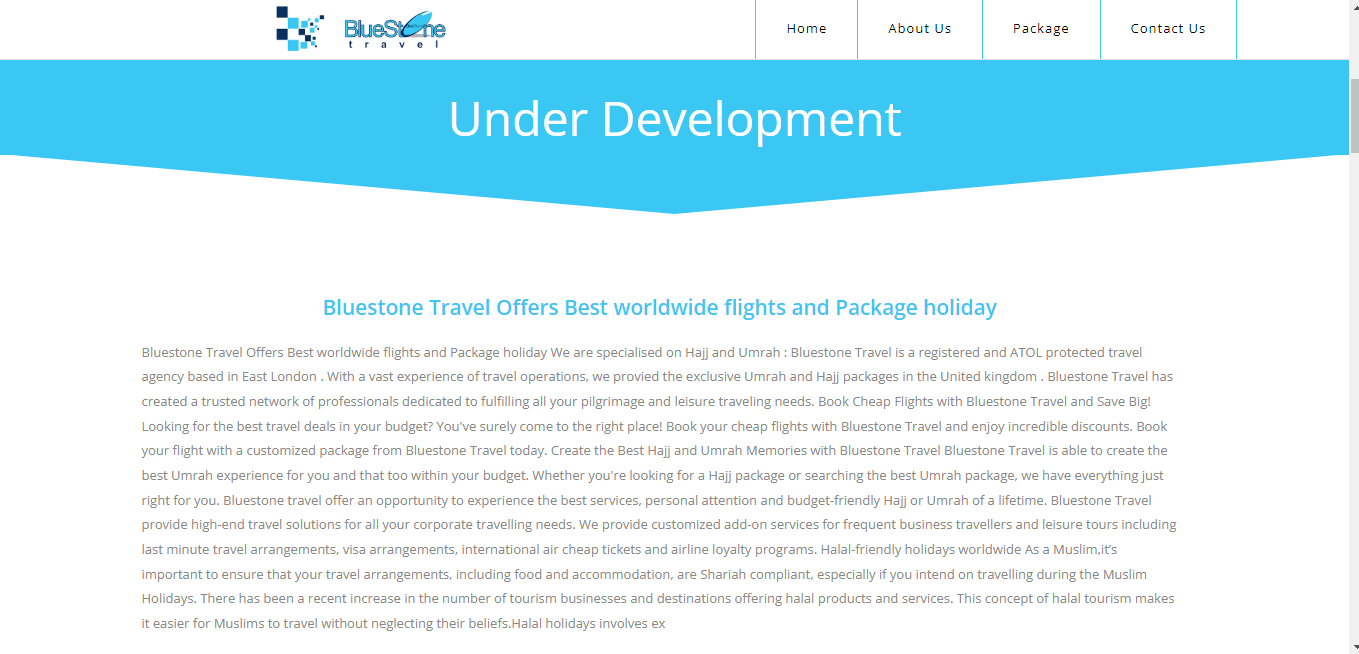 BlueStone
travel
Home
About Us
Package
Contact Us
Under Development
Bluestone Travel Offers Best worldwide flights and Package holiday
Bluestone Travel Offers Best worldwide flights and Package holiday We are specialised on Hajj and Umrah : Bluestone Travel is a registered and ATOL protected travel
agency based in East London . With a vast experience of travel operations, we provied the exclusive Umrah and Hajj packages in the United kingdom . Bluestone Travel has
created a trusted network of professionals dedicated to fulfilling all your pilgrimage and leisure traveling needs. Book Cheap Flights with Bluestone Travel and Save Big!
Looking for the best travel deals in your budget? You've surely come to the right place! Book your cheap flights with Bluestone Travel and enjoy incredible discounts. Book
your flight with a customized package from Bluestone Travel today. Create the Best Hajj and Umrah Memories with Bluestone Travel Bluestone Travel is able to create the
best Umrah experience for you and that too within your budget. Whether you're looking for a Hajj package or searching the best Umrah package, we have everything just
right for you. Bluestone travel offer an opportunity to experience the best services, personal attention and budget-friendly Hajj or Umrah of a lifetime. Bluestone Travel
provide high-end travel solutions for all your corporate travelling needs. We provide customized add-on services for frequent business travellers and leisure tours including
last minute travel arrangements, visa arrangements, international air cheap tickets and airline loyalty programs. Halal-friendly holidays worldwide As a Muslim,it’s
important to ensure that your travel arrangements, including food and accommodation, are Shariah compliant, especially if you intend on travelling during the Muslim
Holidays. There has been a recent increase in the number of tourism businesses and destinations offering halal products and services. This concept of halal tourism makes
it easier for Muslims to travel without neglecting their beliefs.Halal holidays involves ex